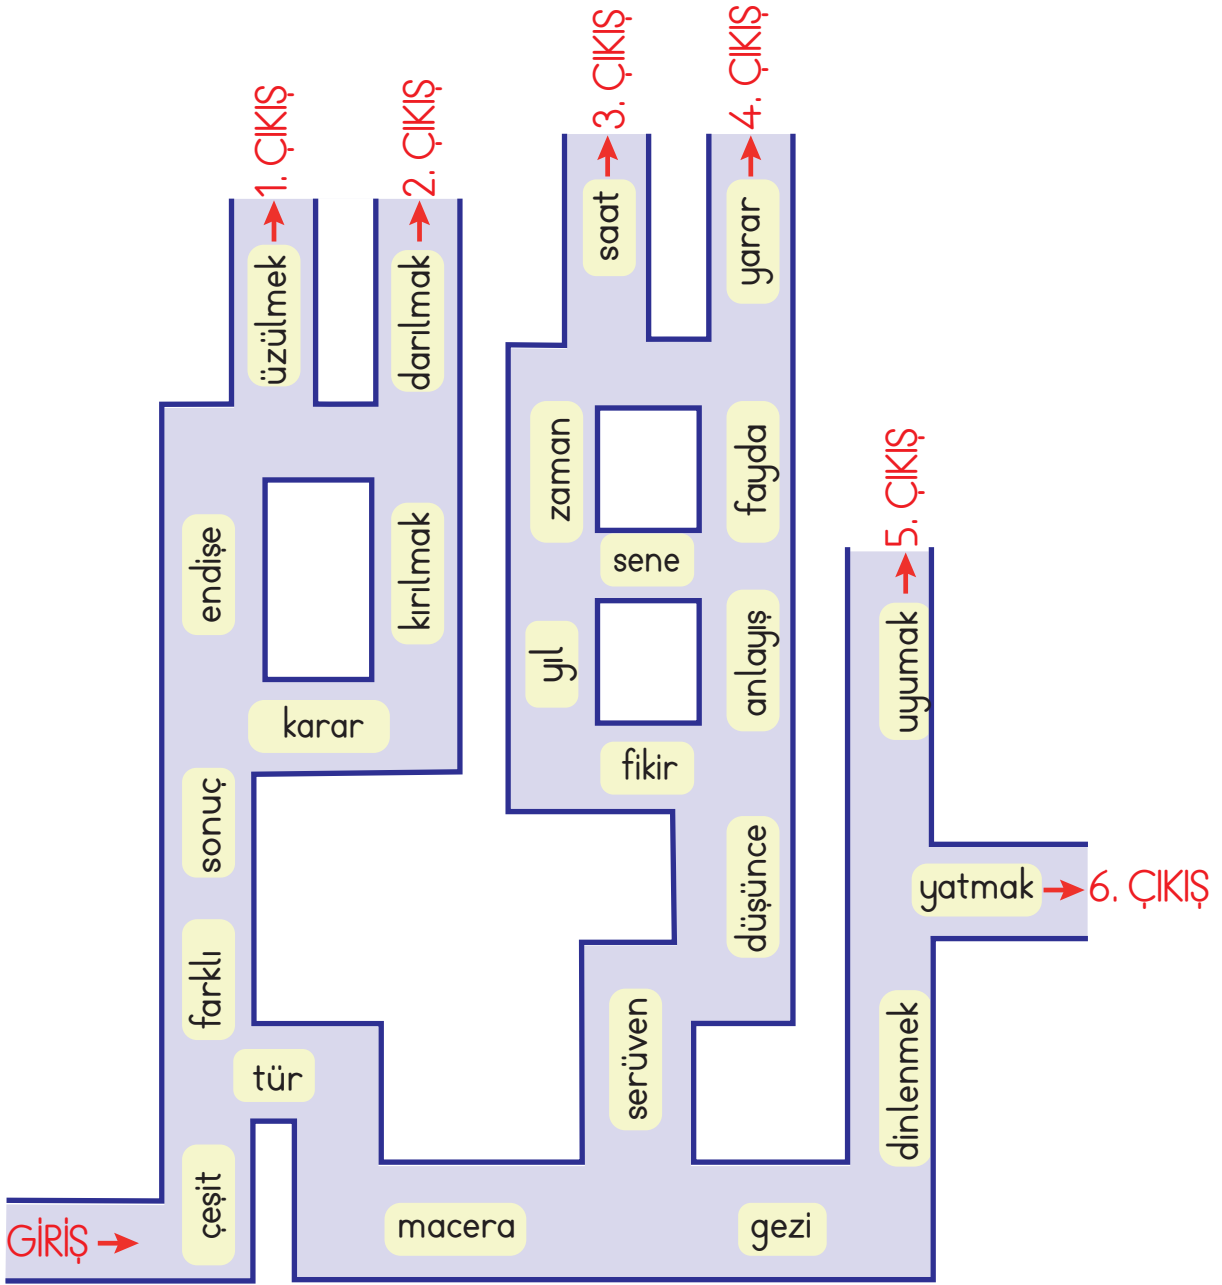 3. ÇIKIŞ
4. ÇIKIŞ
1. ÇIKIŞ
2. ÇIKIŞ
saat
yarar
üzülmek
darılmak
zaman
fayda
5. ÇIKIŞ
endişe
kırılmak
sene
yıl
anlayış
uyumak
karar
fikir
sonuç
düşünce
yatmak
6. ÇIKIŞ
farklı
serüven
dinlenmek
tür
çeşit
GİRİŞ
macera
gezi